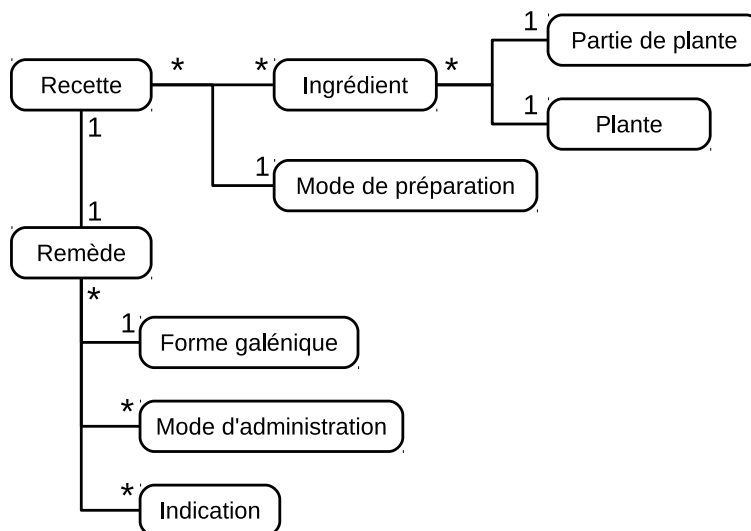 1
Partie de plante
*
*
*
Recette
Ingrédient
1
1
Plante
1
Mode de préparation
1
Remède
*
1
Forme galénique
*
Mode d'administration
*
Indication